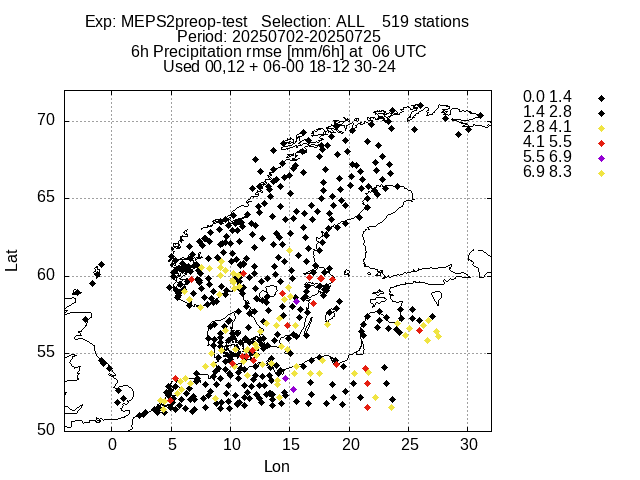 Exp: MEPS2preop-test Selection: ALL 519 stations
Period: 20250702-20250725
6h Precipitation rmse [mm/6h] at 06 UTC
Used 00,12 + 06-00 18-12 30-24
0.0 1.4
1.4 2.8
2.8 4.1
4.1 5.5
5.5 6.9
6.9 8.3
70
65
60
55
50
Lat
0 5 10 15 20 25 30
Lon